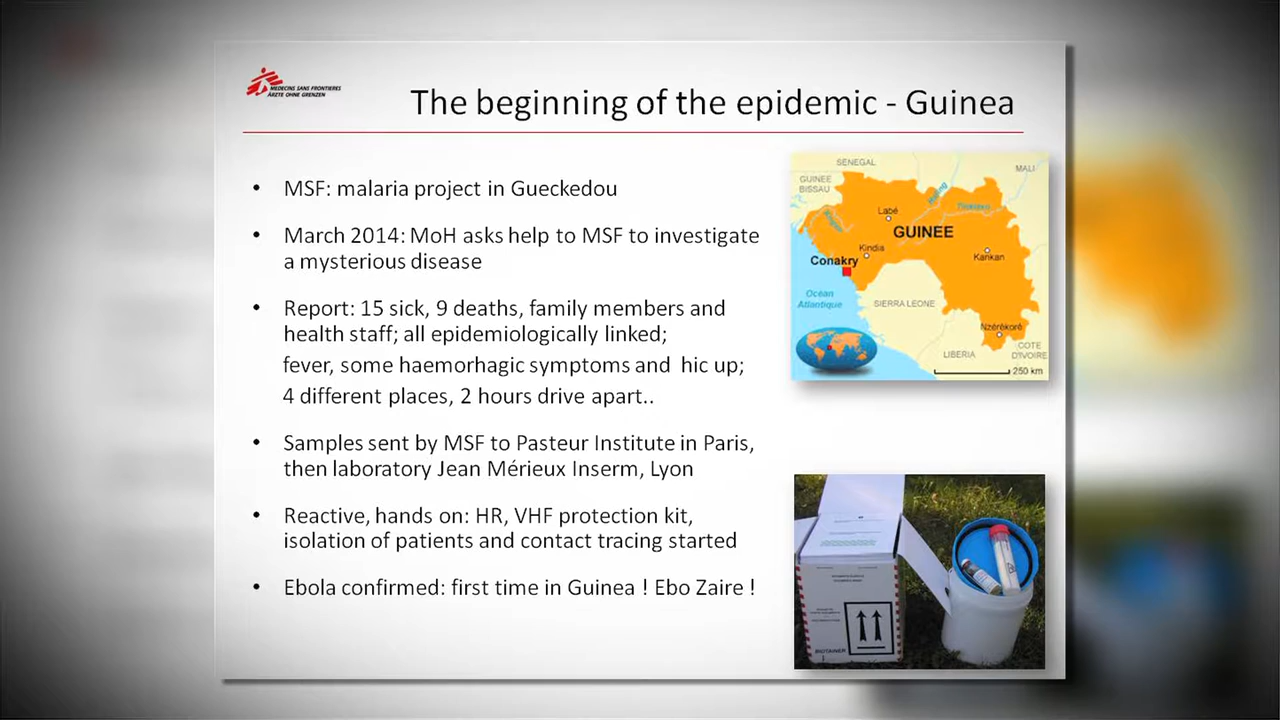 MEDECINS SANS FRONTIERES
ÄRZTE OHNE GRENZEN
The beginning of the epidemic - Guinea
• MSF: malaria project in Gueckedou
• March 2014: MoH asks help to MSF to investigate
a mysterious disease
• Report: 15 sick, 9 deaths, family members and
health staff; all epidemiologically linked;
fever, some haemorhagic symptoms and hic up;
4 different places, 2 hours drive apart..
• Samples sent by MSF to Pasteur Institute in Paris,
then laboratory Jean Mérieux Inserm, Lyon
• Reactive, hands on: HR, VHF protection kit,
isolation of patients and contact tracing started
• Ebola confirmed: first time in Guinea ! Ebo Zaire !
SENEGAL
MALI
GUINEE
BISSAU
Labé
Tinkisso
GUINEE
Kindia
Kankan
Conakry
Océan
Atlantique
SIERRA LEONE
Nzérékoré
LIBERIA
COTE
D'IVOIRE
250 km
BIOTAINER